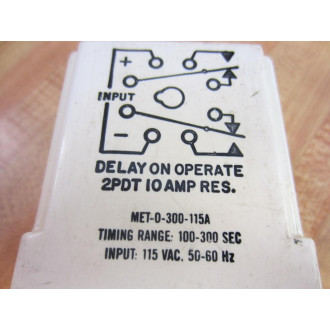 +
INPUT
−
DELAY ON OPERATE
2PDT 10 AMP RES.
MET-0-300-115A
TIMING RANGE: 100-300 SEC
INPUT: 115 VAC, 50-60 Hz